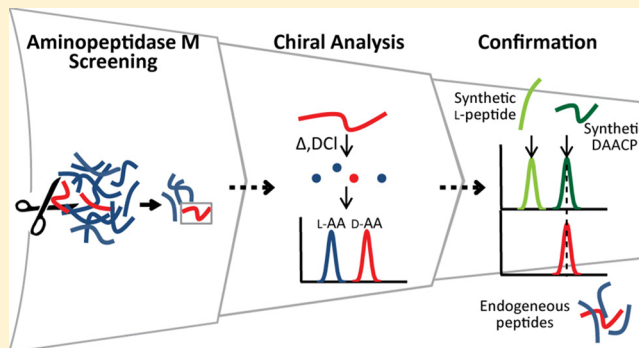 Aminopeptidase M
Screening
Chiral Analysis
Δ,DCl
L-AA D-AA
Confirmation
Synthetic
L-peptide
Syntheti
DAACP
Endogeneous
peptides